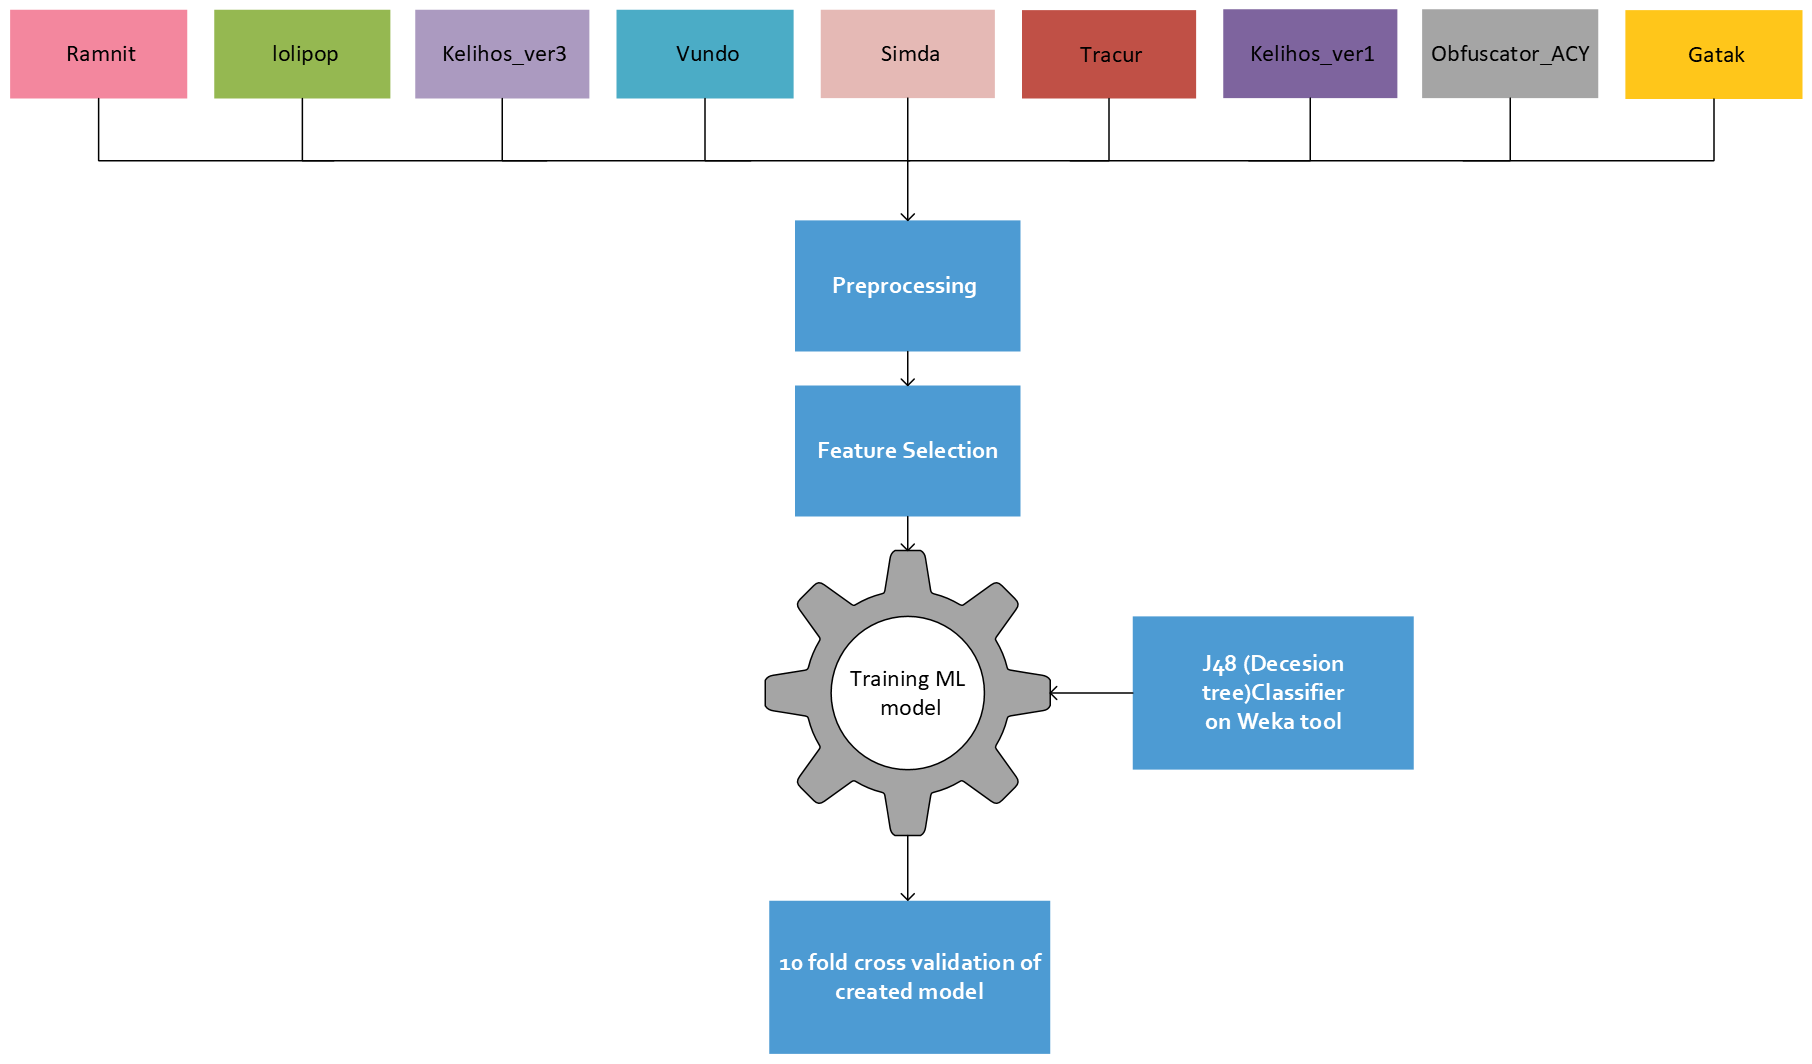 Ramnit
lolipop
Kelihos_ver3
Vundo
Simda
Tracur
Kelihos_ver1
Obfuscator_ACY
Gatak
Preprocessing
Feature Selection
Training ML
model
J48 (Decesion
tree)Classifier
on Weka tool
10 fold cross validation of
created model